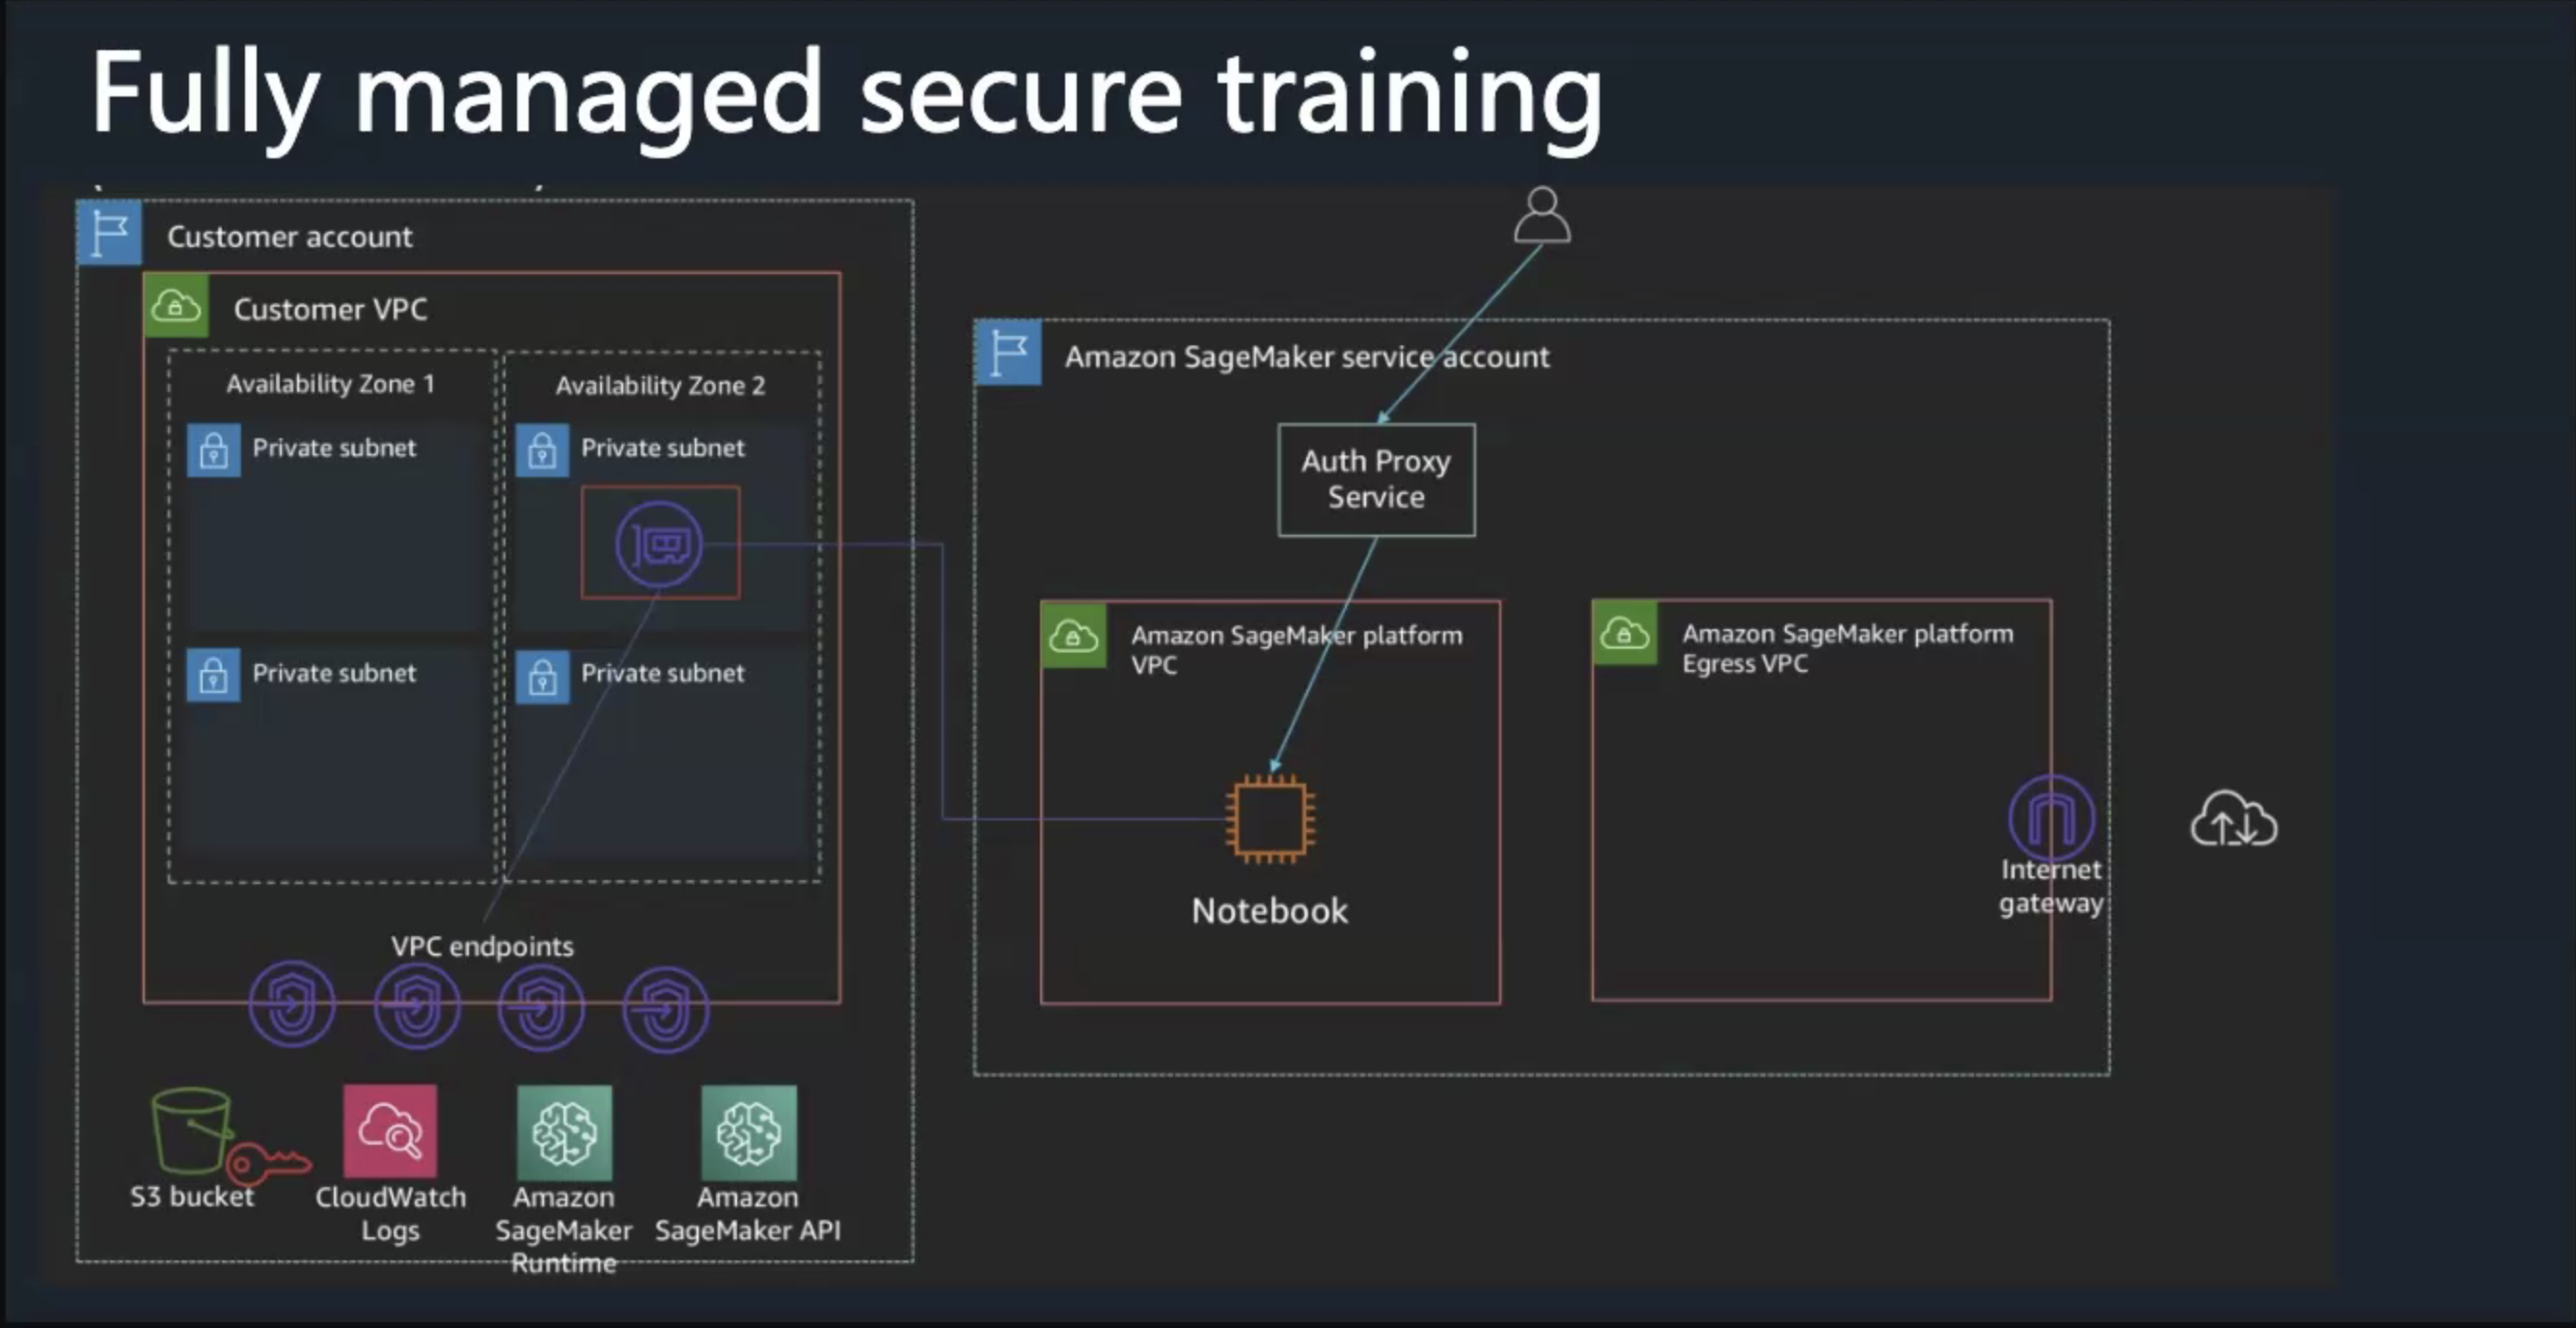 Fully managed secure training
Customer account
Customer VPC
Availability Zone 1
Availability Zone 2
Private subnet
Private subnet
Private subnet
Private subnet
VPC endpoints
S3 bucket
CloudWatch
Logs
Amazon
SageMaker
Runtime
Amazon
SageMaker API
Amazon SageMaker service account
Auth Proxy
Service
Amazon SageMaker platform
VPC
Notebook
Amazon SageMaker platform
Egress VPC
Internet
gateway